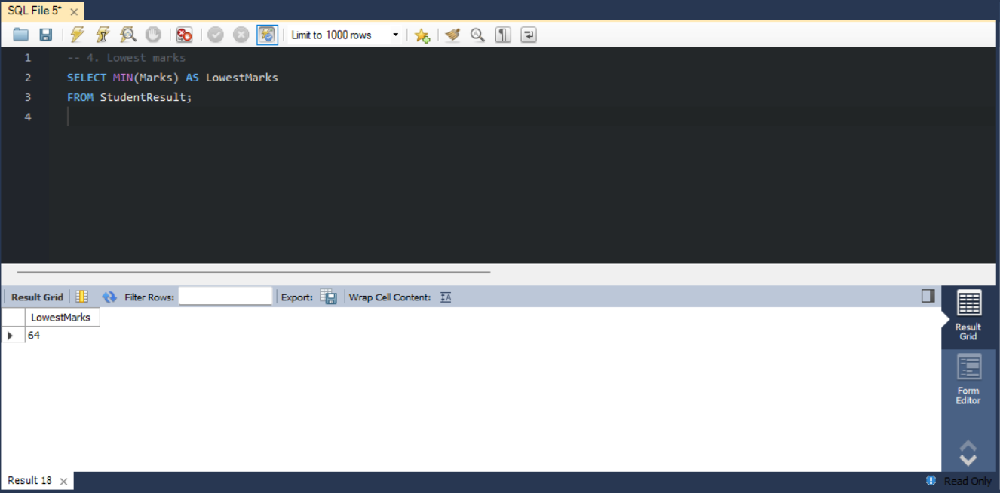 SQL File 5*
Limit to 1000 rows
1 -- 4. Lowest marks
2 SELECT MIN(Marks) AS LowestMarks
3 FROM StudentResult;
4
Result Grid Filter Rows: Export: Wrap Cell Content:
LowestMarks
64
Result
Grid
Form
Editor
Result 18
Read Only